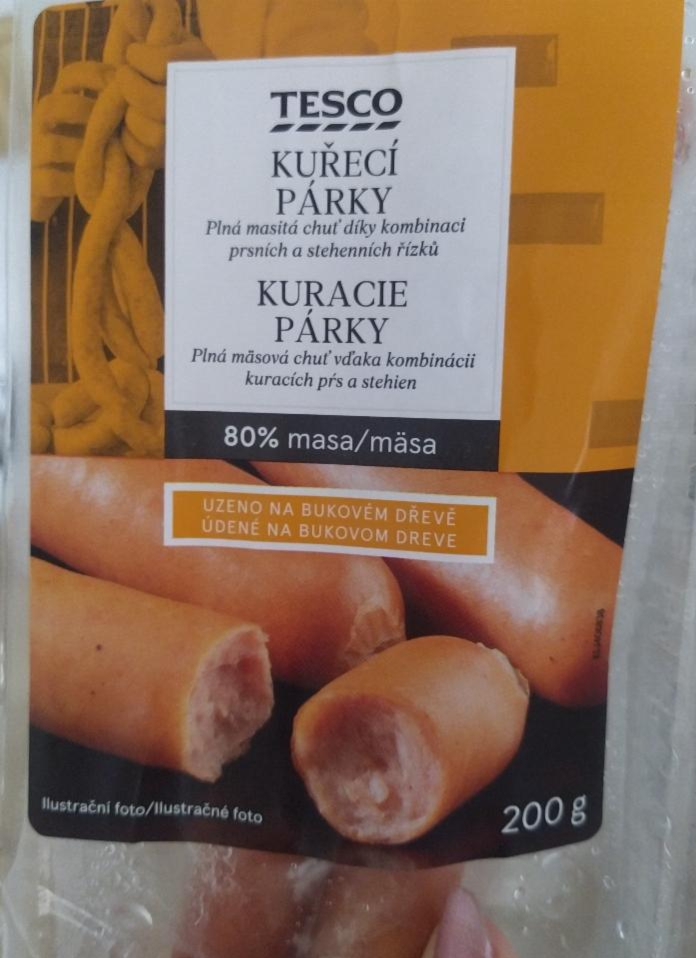 TESCO
KUŘECÍ
PÁRKY
Plná masitá chuť díky kombinaci
prsních a stehenních řízků
KURACIE
PÁRKY
Plná mäsová chuť vďaka kombinácii
kuracích pŕs a stehien
80% masa/mäsa
UZENO NA BUKOVÉM DŘEVĚ
ÚDENÉ NA BUKOVOM DREVE
Ilustrační foto/Ilustračné foto
200 g